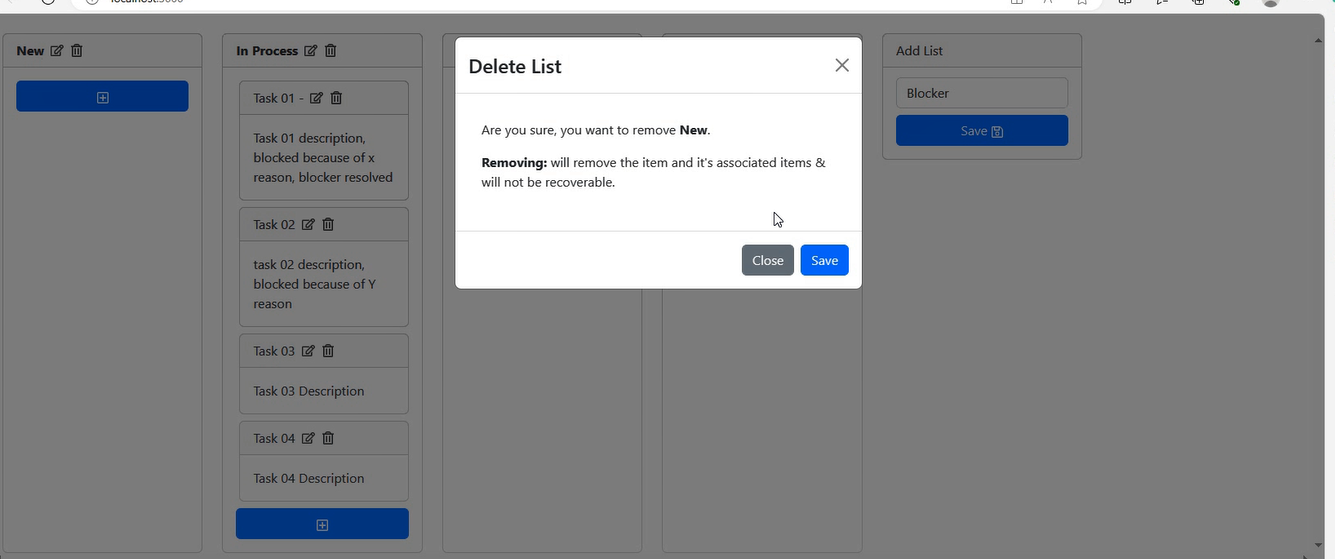 New
In Process
Task 01 -
Task 01 description,
blocked because of x
reason, blocker resolved
Task 02
task 02 description,
blocked because of Y
reason
Task 03
Task 03 Description
Task 04
Task 04 Description
Delete List
Are you sure, you want to remove New.
Removing: will remove the item and it's associated items &
will not be recoverable.
Close Save
Add List
Blocker
Save